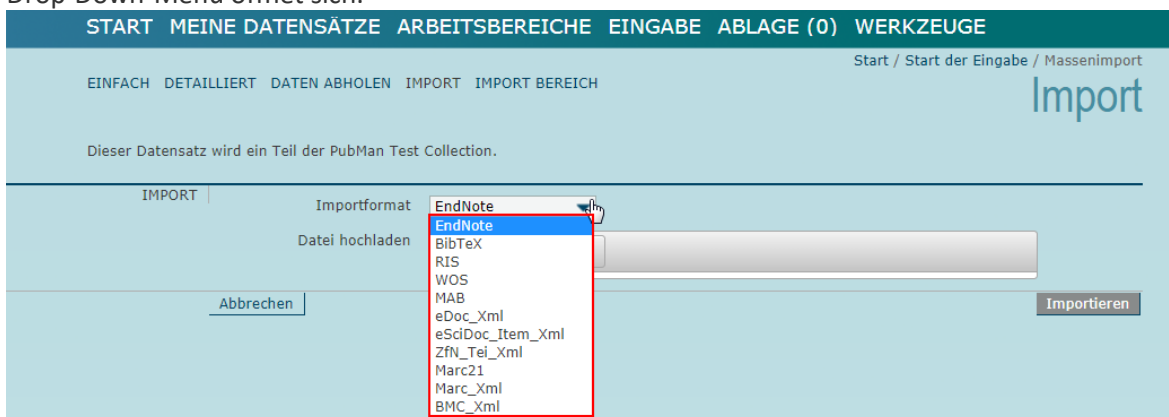 Drop-Down-Menü öffnet sich.
START MEINE DATENSÄTZE ARBEITSBEREICHE EINGABE ABLAGE (0) WERKZEUGE
Start / Start der Eingabe / Massenimport
EINFACH DETAILLIERT DATEN ABHOLEN IMPORT IMPORT BEREICH
Import
Dieser Datensatz wird ein Teil der PubMan Test Collection.
IMPORT
Importformat EndNote
EndNote
Datei hochladen
BibTeX
RIS
WOS
MAB
eDoc_Xml
eSciDoc_Item_Xml
ZfN_Tei_Xml
Marc21
Marc_Xml
BMC_Xml
Abbrechen
Importieren